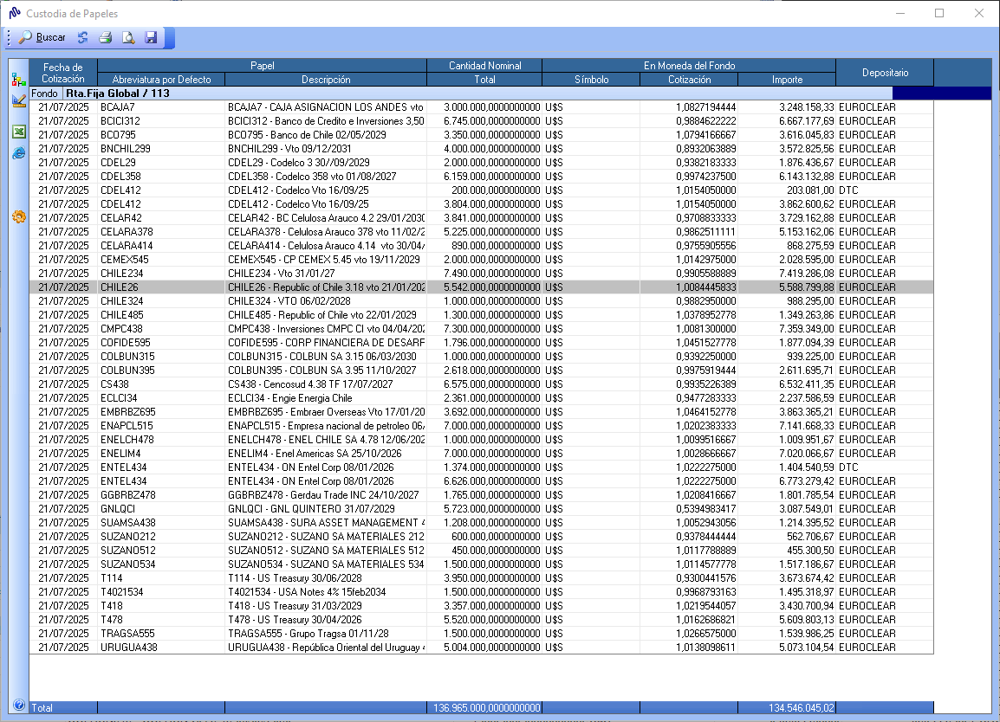 Custodia de Papeles
Buscar
Fecha de Cotización Papel Cantidad Nominal En Moneda del Fondo Depositario
Abreviatura por Defecto Descripción Total Símbolo Cotización Importe
Fondo Rta.Fija Global / 113
21/07/2025 BCAJA7 BCAJA7 - CAJA ASIGNACION LOS ANDES vto 3.000.000,0000000000 U$S 1,0827194444 3.248.158,33 EUROCLEAR
21/07/2025 BCICI312 BCICI312 - Banco de Credito e Inversiones 3,50 6.745.000,0000000000 U$S 0,9884622222 6.667.177,69 EUROCLEAR
21/07/2025 BCO795 BCO795 - Banco de Chile 02/05/2029 3.350.000,0000000000 U$S 1,0794166667 3.616.045,83 EUROCLEAR
21/07/2025 BNCHIL299 BNCHIL299 - Vto 09/12/2031 4.000.000,0000000000 U$S 0,8932063889 3.572.825,56 EUROCLEAR
21/07/2025 CDEL29 CDEL29 - Codelco 3 30//09/2029 2.000.000,0000000000 U$S 0,9382183333 1.876.436,67 EUROCLEAR
21/07/2025 CDEL358 CDEL358 - Codelco 358 vto 01/08/2027 6.159.000,0000000000 U$S 0,9974237500 6.143.132,88 EUROCLEAR
21/07/2025 CDEL412 CDEL412 - Codelco Vto 16/09/25 200.000,0000000000 U$S 1,0154050000 203.081,00 DTC
21/07/2025 CDEL412 CDEL412 - Codelco Vto 16/09/25 3.804.000,0000000000 U$S 1,0154050000 3.862.600,62 EUROCLEAR
21/07/2025 CELAR42 CELAR42 - BC Celulosa Arauco 4.2 29/01/2030 3.841.000,0000000000 U$S 0,9708833333 3.729.162,88 EUROCLEAR
21/07/2025 CELARA378 CELARA378 - Celulosa Arauco 378 vto 11/02/2 5.225.000,0000000000 U$S 0,9862511111 5.153.162,06 EUROCLEAR
21/07/2025 CELARA414 CELARA414 - Celulosa Arauco 4.14 vto 30/04/ 890.000,0000000000 U$S 0,9755905556 868.275,59 EUROCLEAR
21/07/2025 CEMEX545 CEMEX545 - CP CEMEX 5.45 vto 19/11/2029 2.000.000,0000000000 U$S 1,0142975000 2.028.595,00 EUROCLEAR
21/07/2025 CHILE234 CHILE234 - Vto 31/01/27 7.490.000,0000000000 U$S 0,9905588889 7.419.286,08 EUROCLEAR
21/07/2025 CHILE26 CHILE26 - Republic of Chile 3.18 vto 21/01/202 5.542.000,0000000000 U$S 1,0084445833 5.588.799,88 EUROCLEAR
21/07/2025 CHILE324 CHILE324 - VTO 06/02/2028 1.000.000,0000000000 U$S 0,9882950000 988.295,00 EUROCLEAR
21/07/2025 CHILE485 CHILE485 - Republic of Chile vto 22/01/2029 1.300.000,0000000000 U$S 1,0378952778 1.349.263,86 EUROCLEAR
21/07/2025 CMPC438 CMPC438 - Inversiones CMPC CI vto 04/04/202 7.300.000,0000000000 U$S 1,0081300000 7.359.349,00 EUROCLEAR
21/07/2025 COFIDE595 COFIDE595 - CORP FINANCIERA DE DESARF 1.796.000,0000000000 U$S 1,0451527778 1.877.094,39 EUROCLEAR
21/07/2025 COLBUN315 COLBUN315 - COLBUN SA 3.15 06/03/2030 1.000.000,0000000000 U$S 0,9392250000 939.225,00 EUROCLEAR
21/07/2025 COLBUN395 COLBUN395 - COLBUN SA 3.95 11/10/2027 2.618.000,0000000000 U$S 0,9975919444 2.611.695,71 EUROCLEAR
21/07/2025 CS438 CS438 - Cencosud 4.38 TF 17/07/2027 6.575.000,0000000000 U$S 0,9935226389 6.532.411,35 EUROCLEAR
21/07/2025 ECLCI34 ECLCI34 - Engie Energia Chile 2.361.000,0000000000 U$S 0,9477283333 2.237.586,59 EUROCLEAR
21/07/2025 EMBRBZ695 EMBRBZ695 - Embraer Overseas Vto 17/01/20 3.692.000,0000000000 U$S 1,0464152778 3.863.365,21 EUROCLEAR
21/07/2025 ENAPCL515 ENAPCL515 - Empresa nacional de petroleo 06/ 7.000.000,0000000000 U$S 1,0202383333 7.141.668,33 EUROCLEAR
21/07/2025 ENELCH478 ENELCH478 - ENEL CHILE SA 4.78 12/06/202 1.000.000,0000000000 U$S 1,0099516667 1.009.951,67 EUROCLEAR
21/07/2025 ENELIM4 ENELIM4 - Enel Americas SA 25/10/2026 7.000.000,0000000000 U$S 1,0028666667 7.020.066,67 EUROCLEAR
21/07/2025 ENTEL434 ENTEL434 - ON Entel Corp 08/01/2026 1.374.000,0000000000 U$S 1,0222275000 1.404.540,59 DTC
21/07/2025 ENTEL434 ENTEL434 - ON Entel Corp 08/01/2026 6.626.000,0000000000 U$S 1,0222275000 6.773.279,42 EUROCLEAR
21/07/2025 GGBRBZ478 GGBRBZ478 - Gerdau Trade INC 24/10/2027 1.765.000,0000000000 U$S 1,0208416667 1.801.785,54 EUROCLEAR
21/07/2025 GNLQCI GNLQCI - GNL QUINTERO 31/07/2029 5.723.000,0000000000 U$S 0,5394983417 3.087.549,01 EUROCLEAR
21/07/2025 SUAMSA438 SUAMSA438 - SURA ASSET MANAGEMENT 4 1.208.000,0000000000 U$S 1,0052943056 1.214.395,52 EUROCLEAR
21/07/2025 SUZANO212 SUZANO212 - SUZANO SA MATERIALES 212 600.000,0000000000 U$S 0,9378444444 562.706,67 EUROCLEAR
21/07/2025 SUZANO512 SUZANO512 - SUZANO SA MATERIALES 512 450.000,0000000000 U$S 1,0117788889 455.300,50 EUROCLEAR
21/07/2025 SUZANO534 SUZANO534 - SUZANO SA MATERIALES 534 1.500.000,0000000000 U$S 1,0114577778 1.517.186,67 EUROCLEAR
21/07/2025 T114 T114 - US Treasury 30/06/2028 3.950.000,0000000000 U$S 0,9300441576 3.673.674,42 EUROCLEAR
21/07/2025 T4021534 T4021534 - USA Notes 4% 15feb2034 1.500.000,0000000000 U$S 0,9968793163 1.495.318,97 EUROCLEAR
21/07/2025 T418 T418 - US Treasury 31/03/2029 3.357.000,0000000000 U$S 1,0219544057 3.430.700,94 EUROCLEAR
21/07/2025 T478 T478 - US Treasury 30/04/2026 5.520.000,0000000000 U$S 1,0162686821 5.609.803,13 EUROCLEAR
21/07/2025 TRAGSA555 TRAGSA555 - Grupo Tragsa 01/11/28 1.500.000,0000000000 U$S 1,0266575000 1.539.986,25 EUROCLEAR
21/07/2025 URUGUA438 URUGUA438 - República Oriental del Uruguay 4 5.004.000,0000000000 U$S 1,0138098611 5.073.104,54 EUROCLEAR
Total 136.965.000,0000000000 134.546.045,02